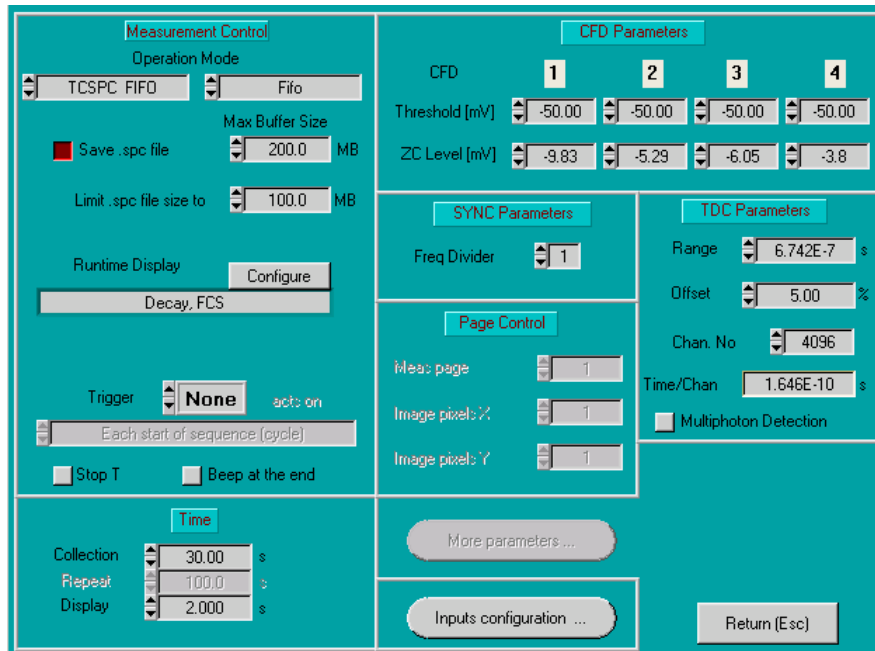 Measurement Control
Operation Mode
TCSPC FIFO Fifo
Max Buffer Size
Save .spc file 200.0 MB
Limit .spc file size to 100.0 MB
Runtime Display Configure
Decay, FCS
Trigger None acts on
Each start of sequence (cycle)
Stop T Beep at the end
Time
Collection 30.00 s
Repeat 100.0 s
Display 2.000 s
CFD Parameters
CFD 1 2 3 4
Threshold [mV] -50.00 -50.00 -50.00 -50.00
ZC Level [mV] -9.83 -5.29 -6.05 -3.8
SYNC Parameters
Freq Divider 1
Page Control
Meas page 1
Image pixels X 1
Image pixels Y 1
More parameters ...
Inputs configuration ...
TDC Parameters
Range 6.742E-7 s
Offset 5.00 %
Chan. No 4096
Time/Chan 1.646E-10 s
Multiphoton Detection
Return (Esc)